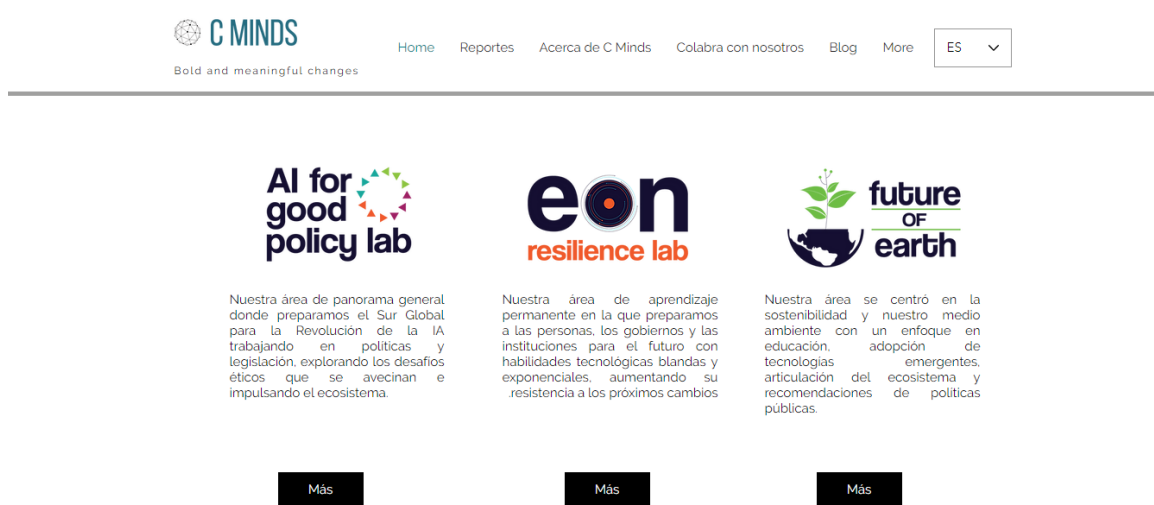 C MINDS
Bold and meaningful changes
Home Reportes Acerca de C Minds Colabra con nosotros Blog More ES
AI for
good
policy lab
Nuestra área de panorama general
donde preparamos el Sur Global
para la Revolución de la IA
trabajando en políticas y
legislación, explorando los desafíos
éticos que se avecinan e
impulsando el ecosistema.
Más
eon
resilience lab
Nuestra área de aprendizaje
permanente en la que preparamos
a las personas, los gobiernos y las
instituciones para el futuro con
habilidades tecnológicas blandas y
exponenciales, aumentando su
.resistencia a los próximos cambios
Más
future
OF
earth
Nuestra área se centró en la
sostenibilidad y nuestro medio
ambiente con un enfoque en
educación, adopción de
tecnologías emergentes,
articulación del ecosistema y
recomendaciones de políticas
públicas.
Más